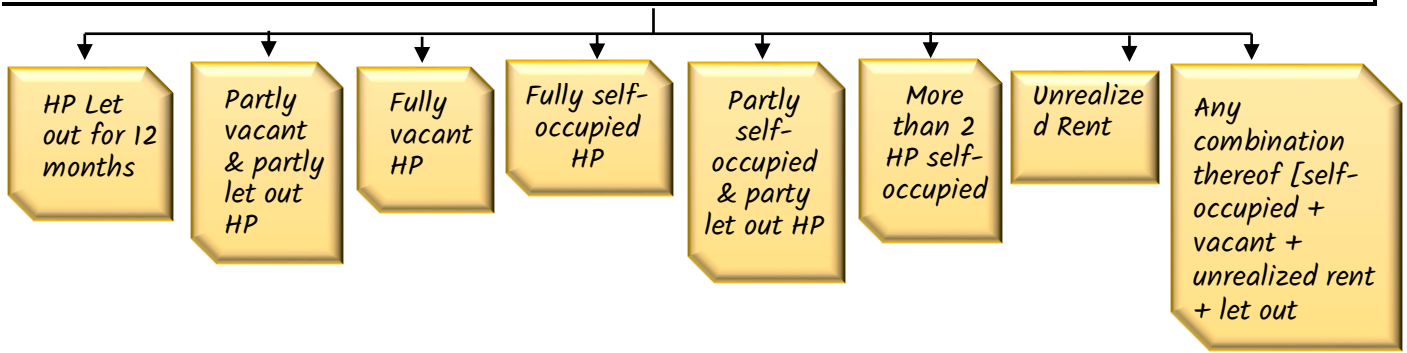 HP Let
out for 12
months
Partly
vacant
& partly
let out
HP
Fully
vacant
HP
Fully self-
occupied
HP
Partly
self-
occupied
& party
let out HP
More
than 2
HP self-
occupied
Unrealize
d Rent
Any
combination
thereof [self-
occupied +
vacant +
unrealized rent
+ let out